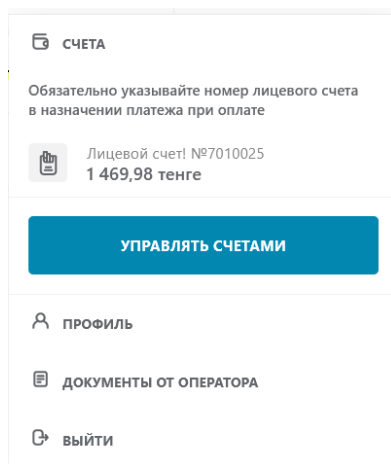 СЧЕТА
Обязательно указывайте номер лицевого счета
в назначении платежа при оплате
Лицевой счет! №7010025
1 469,98 тенге
УПРАВЛЯТЬ СЧЕТАМИ
ПРОФИЛЬ
ДОКУМЕНТЫ ОТ ОПЕРАТОРА
ВЫЙТИ